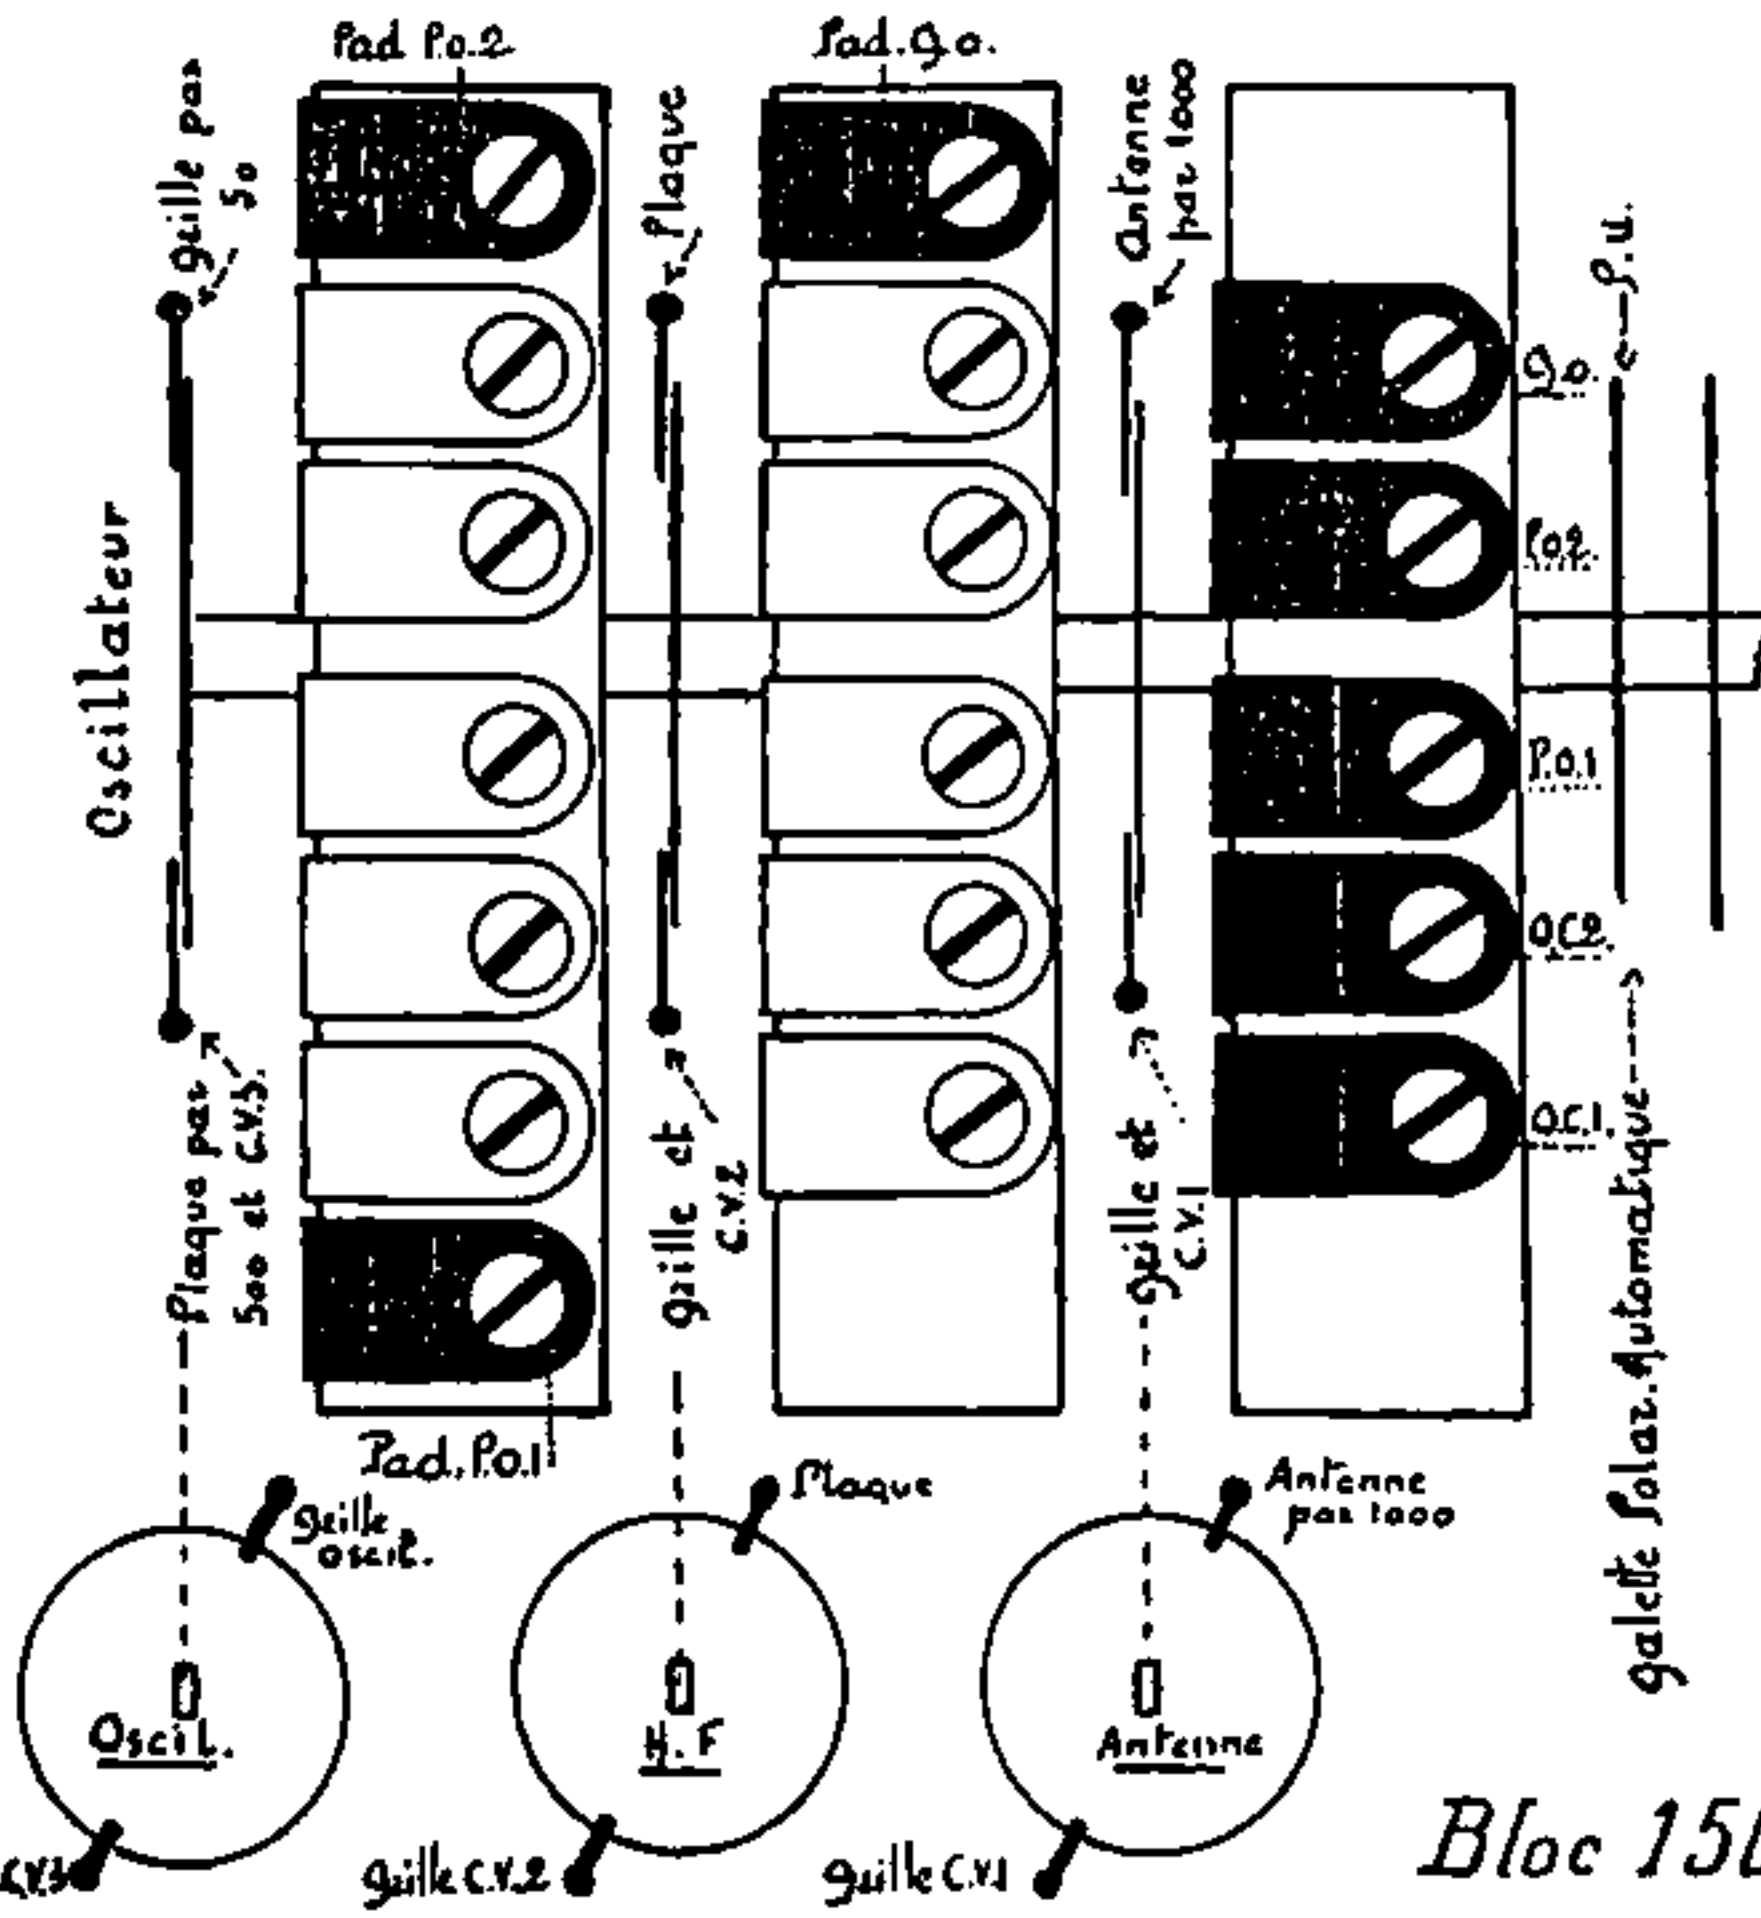 Pad P.O.2
Pad. G.O.
grille par
50
Plaque
Antenne
par 1000
P.U.
G.O.
P.O.2.
P.O.1
O.C.2.
O.C.1.
Oscillateur
Plaque par
500 et C.V.3.
grille et
C.V.2
grille et
C.V.1
galette Polar. Automatique
Pad. P.O.1
grille
oscil.
Plaque
Antenne
par 1000
Oscil.
H.F
Antenne
C.V.3
grille C.V.2
grille C.V.1
Bloc